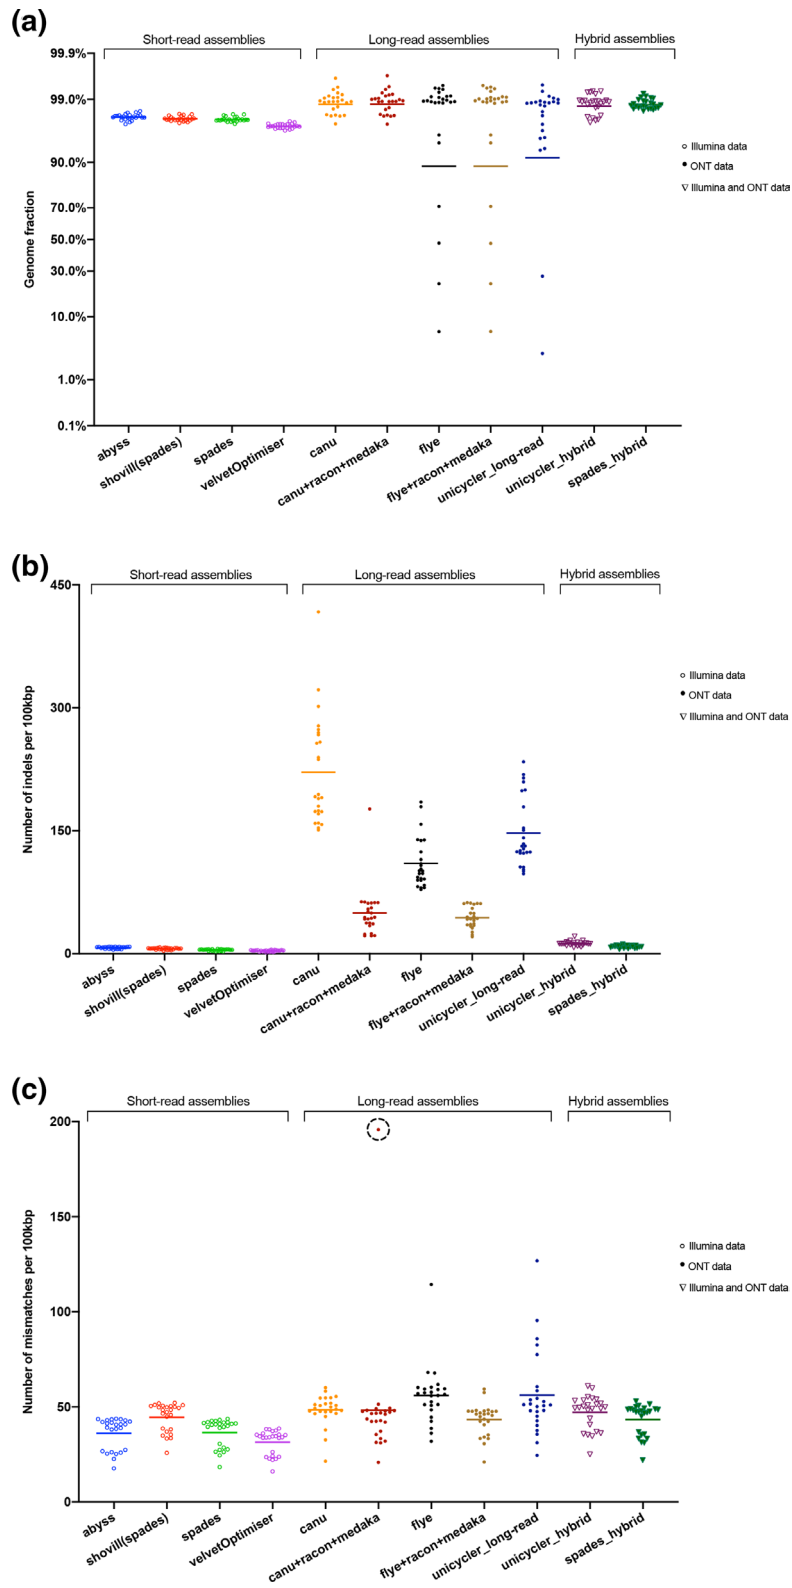 (a)
Short-read assemblies
Long-read assemblies
Hybrid assemblies
99.9%
99.0%
90.0%
70.0%
50.0%
30.0%
10.0%
1.0%
0.1%
Genome fraction
Illumina data
ONT data
Illumina and ONT data
abyss
shovill(spades)
spades
velvetOptimiser
canu
canu+racon+medaka
flye
flye+racon+medaka
unicycler_long-read
unicycler_hybrid
spades_hybrid
(b)
Short-read assemblies
Long-read assemblies
Hybrid assemblies
450
300
150
0
Number of indels per 100kbp
Illumina data
ONT data
Illumina and ONT data
abyss
shovill(spades)
spades
velvetOptimiser
canu
canu+racon+medaka
flye
flye+racon+medaka
unicycler_long-read
unicycler_hybrid
spades_hybrid
(c)
Short-read assemblies
Long-read assemblies
Hybrid assemblies
200
150
100
50
0
Number of mismatches per 100kbp
Illumina data
ONT data
Illumina and ONT data
abyss
shovill(spades)
spades
velvetOptimiser
canu
canu+racon+medaka
flye
flye+racon+medaka
unicycler_long-read
unicycler_hybrid
spades_hybrid